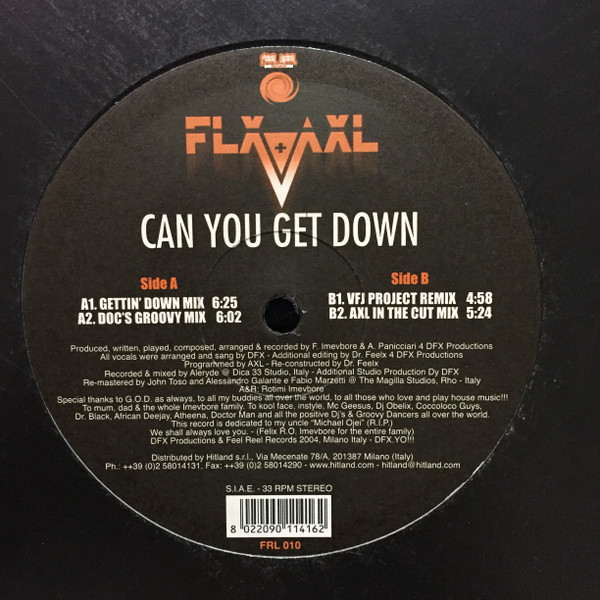 FLX + AXL
CAN YOU GET DOWN
Side A
A1. GETTIN' DOWN MIX 6:25
A2. DOC'S GROOVY MIX 6:02
Side B
B1. VFJ PROJECT REMIX 4:58
B2. AXL IN THE CUT MIX 5:24
Produced, written, played, composed, arranged & recorded by F. Imevbore & A. Panicciari 4 DFX Productions
All vocals were arranged and sang by DFX - Additional editing by Dr. Feelx 4 DFX Productions
Programmed by AXL - Re-constructed by Dr. Feelx
Recorded & mixed by Aleryde @ Dica 33 Studio, Italy - Additional Studio Production Dy DFX
Re-mastered by John Toso and Alessandro Galante e Fabio Marzetti @ The Magilla Studios, Rho - Italy
A&R: Rotimi Imevbore
Special thanks to G.O.D. as always, to all my buddies all over the world, to all those who love and play house music!!!
To mum, dad & the whole Imevbore family. To kool face, instyle, Mc Geesus, Dj Obelix, Coccoloco Guys,
Dr. Black, African Deejay, Atheena, Doctor Man and all the positive Dj's & Groovy Dancers all over the world.
This record is dedicated to my uncle "Michael Ojei" (R.I.P.)
We shall always love you. - (Felix R.O. Imevbore for the entire family)
DFX Productions & Feel Reel Records 2004, Milano Italy - DFX.YO!!!
Distributed by Hitland s.r.l., Via Mecenate 78/A, 201387 Milano (Italy)
Ph.: ++39 (0)2 58014131, Fax: ++39 (0)2 58014290 - www.hitland.com - hitland@hitland.com
S.I.A.E. - 33 RPM STEREO
8 022090 114162
FRL 010